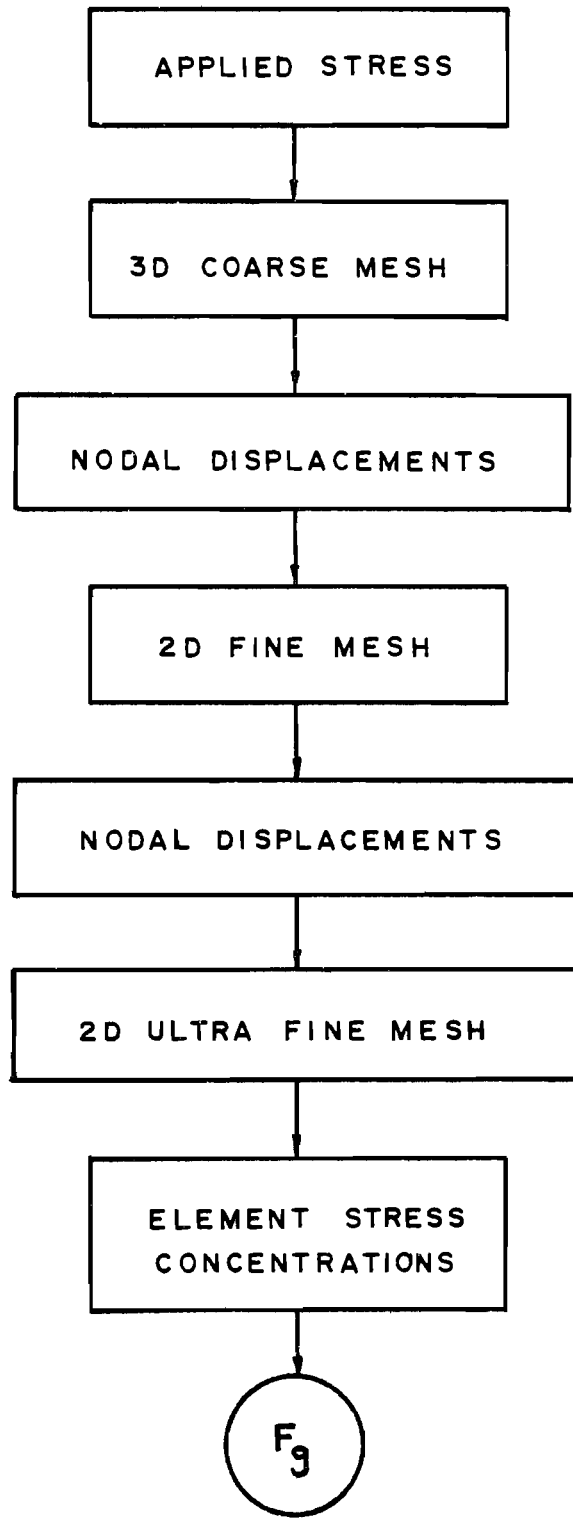 APPLIED STRESS
3D COARSE MESH
NODAL DISPLACEMENTS
2D FINE MESH
NODAL DISPLACEMENTS
2D ULTRA FINE MESH
ELEMENT STRESS
CONCENTRATIONS
Fg